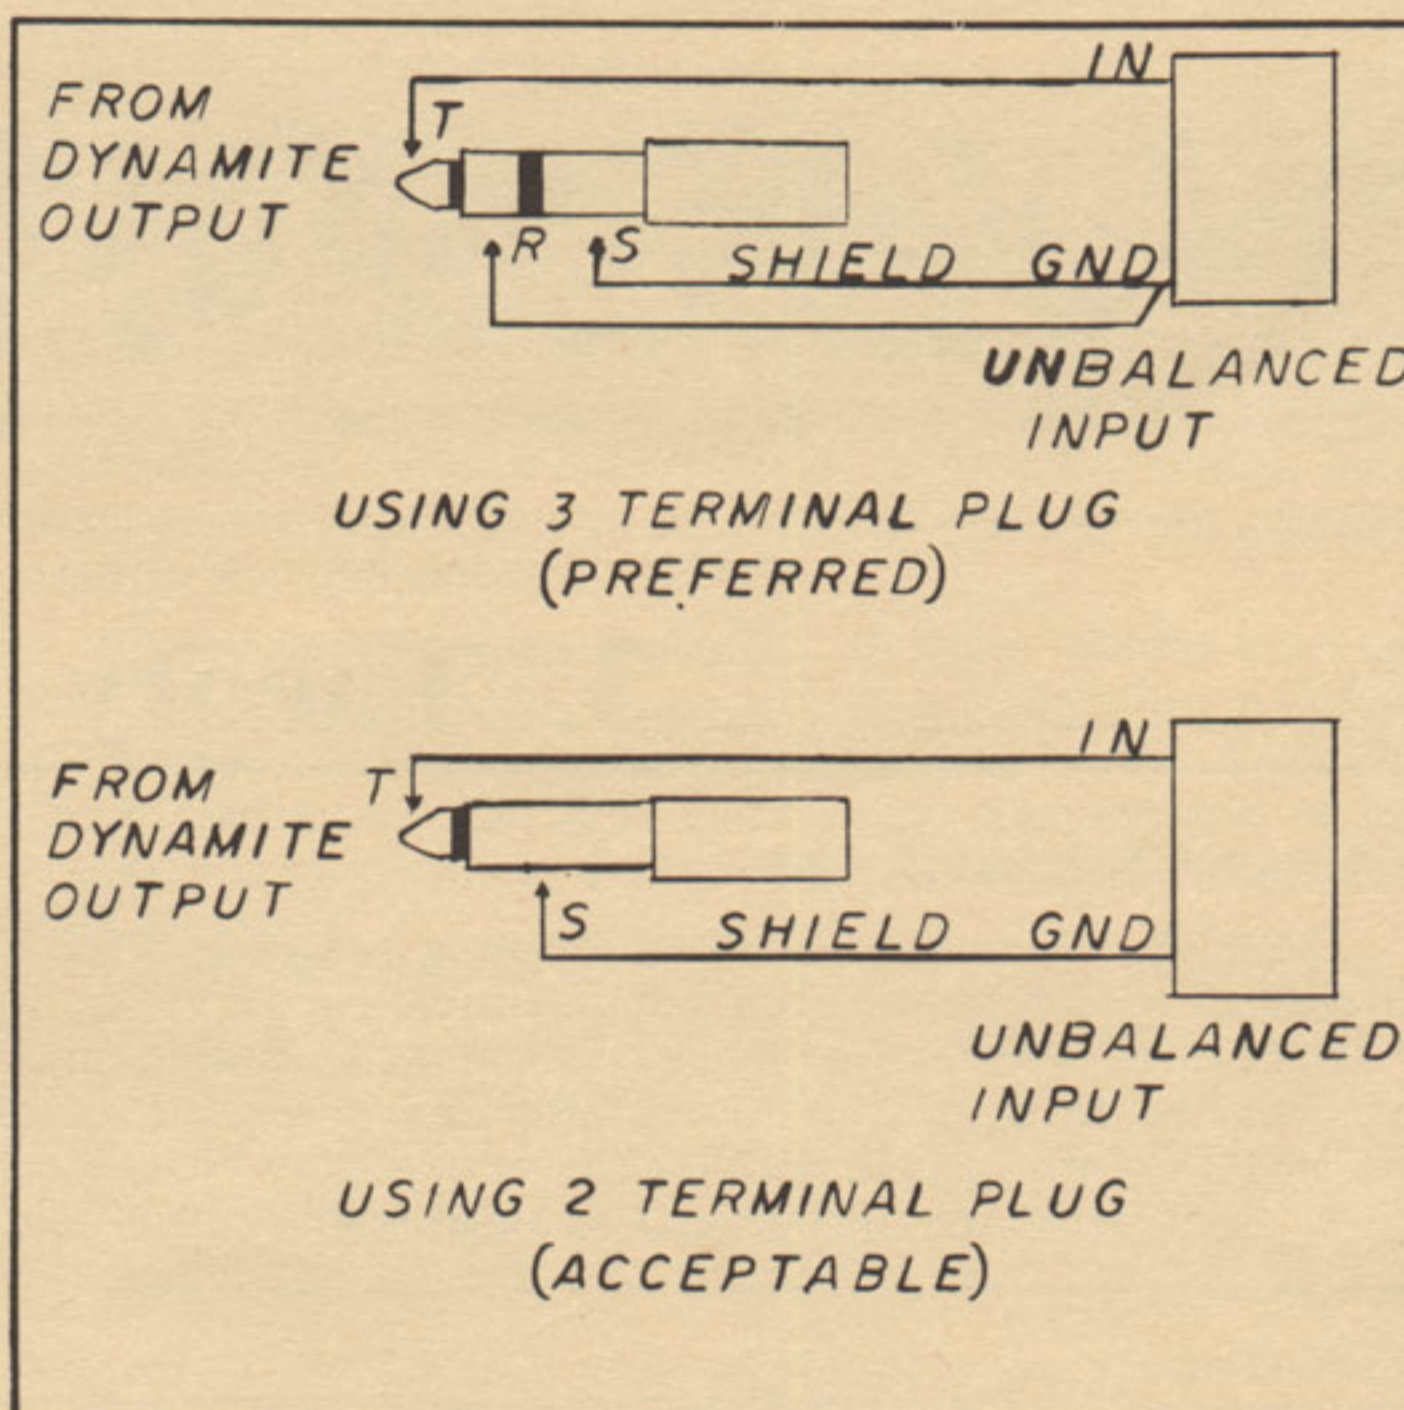 IN
FROM
DYNAMITE
OUTPUT
T
R
S
SHIELD GND
UNBALANCED
INPUT
USING 3 TERMINAL PLUG
(PREFERRED)
IN
FROM
DYNAMITE
OUTPUT
T
S
SHIELD GND
UNBALANCED
INPUT
USING 2 TERMINAL PLUG
(ACCEPTABLE)